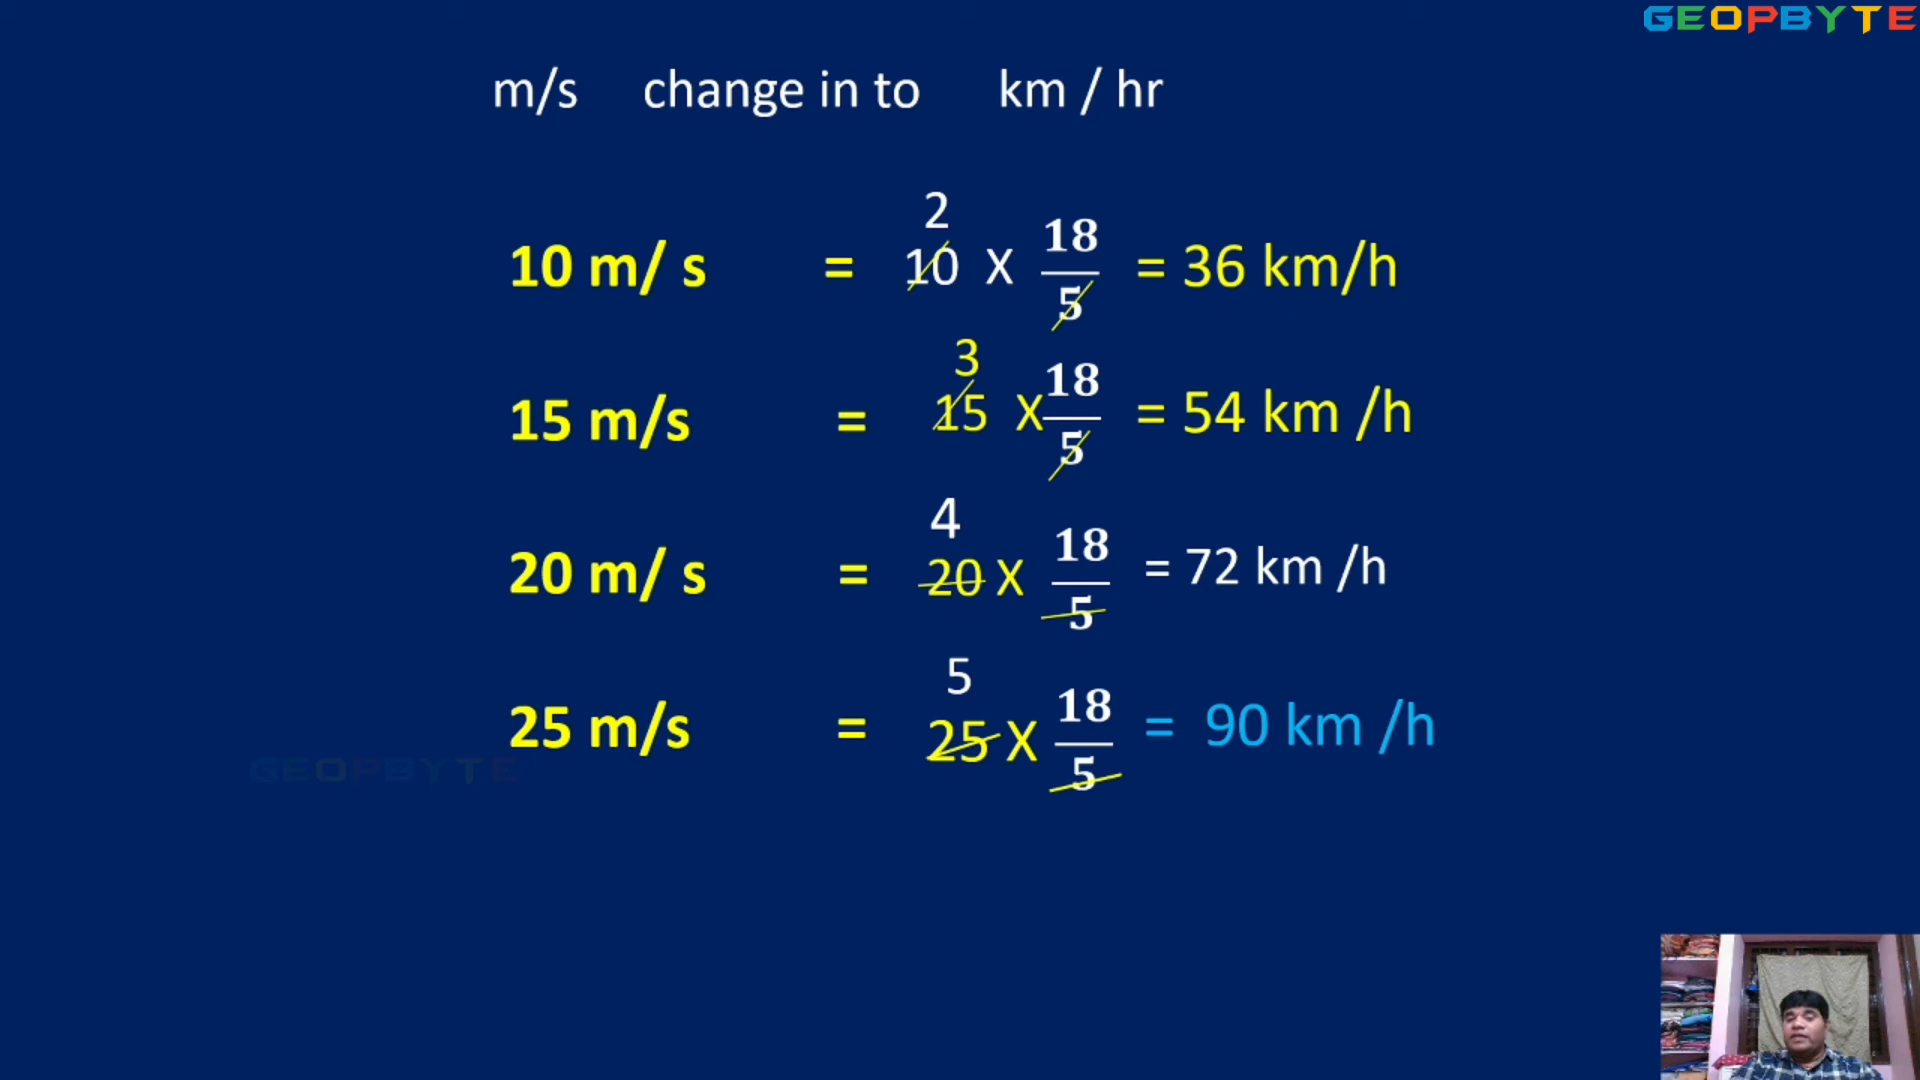 GEOPBYTE
m/s change in to km / hr
2
10 m/ s = 10 X 18/5 = 36 km/h
3
15 m/s = 15 X 18/5 = 54 km /h
4
20 m/ s = 20 X 18/5 = 72 km /h
5
25 m/s = 25 X 18/5 = 90 km /h
GEOPBYTE